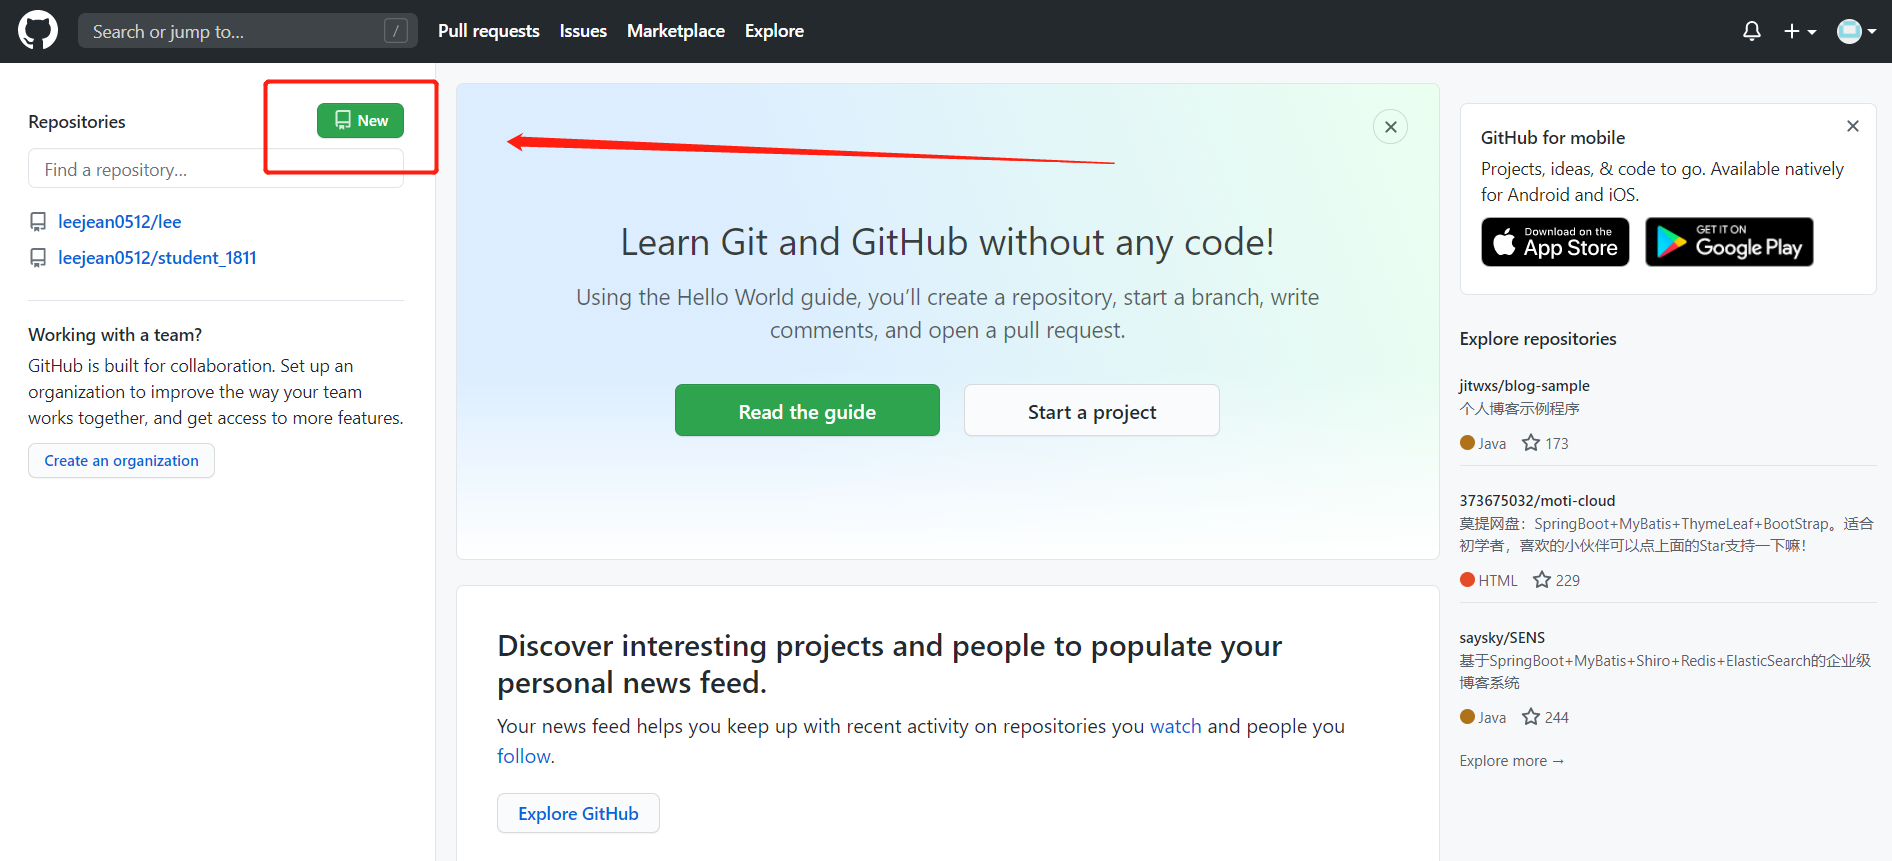 Search or jump to...
/
Pull requests
Issues
Marketplace
Explore
Repositories
New
Find a repository...
leejean0512/lee
leejean0512/student_1811
Working with a team?
GitHub is built for collaboration. Set up an
organization to improve the way your team
works together, and get access to more features.
Create an organization
Learn Git and GitHub without any code!
Using the Hello World guide, you’ll create a repository, start a branch, write
comments, and open a pull request.
Read the guide
Start a project
Discover interesting projects and people to populate your
personal news feed.
Your news feed helps you keep up with recent activity on repositories you watch and people you
follow.
Explore GitHub
GitHub for mobile
Projects, ideas, & code to go. Available natively
for Android and iOS.
Download on the
App Store
GET IT ON
Google Play
Explore repositories
jitwxs/blog-sample
个人博客示例程序
Java 173
373675032/moti-cloud
莫提网盘：SpringBoot+MyBatis+ThymeLeaf+BootStrap。适合
初学者，喜欢的小伙伴可以点上面的Star支持一下嘛！
HTML 229
saysky/SENS
基于SpringBoot+MyBatis+Shiro+Redis+ElasticSearch的企业级
博客系统
Java 244
Explore more →